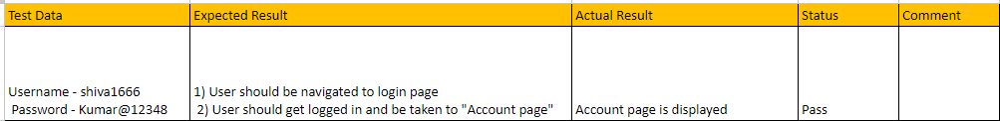 Test Data Expected Result Actual Result Status Comment
Username - shiva1666 1) User should be navigated to login page
Password - Kumar@12348 2) User should get logged in and be taken to "Account page" Account page is displayed Pass